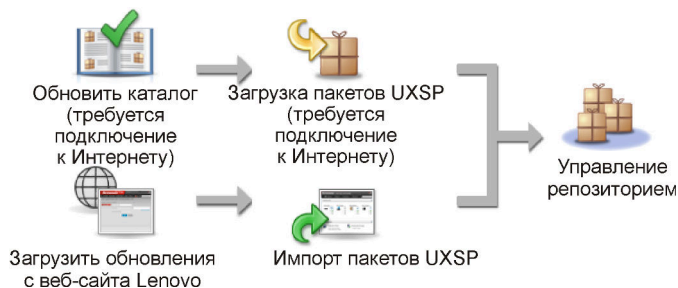 Обновить каталог
(требуется
подключение
к Интернету)
Загрузка пакетов UXSP
(требуется
подключение
к Интернету)
Управление
репозиторием
Загрузить обновления
с веб-сайта Lenovo
Импорт пакетов UXSP